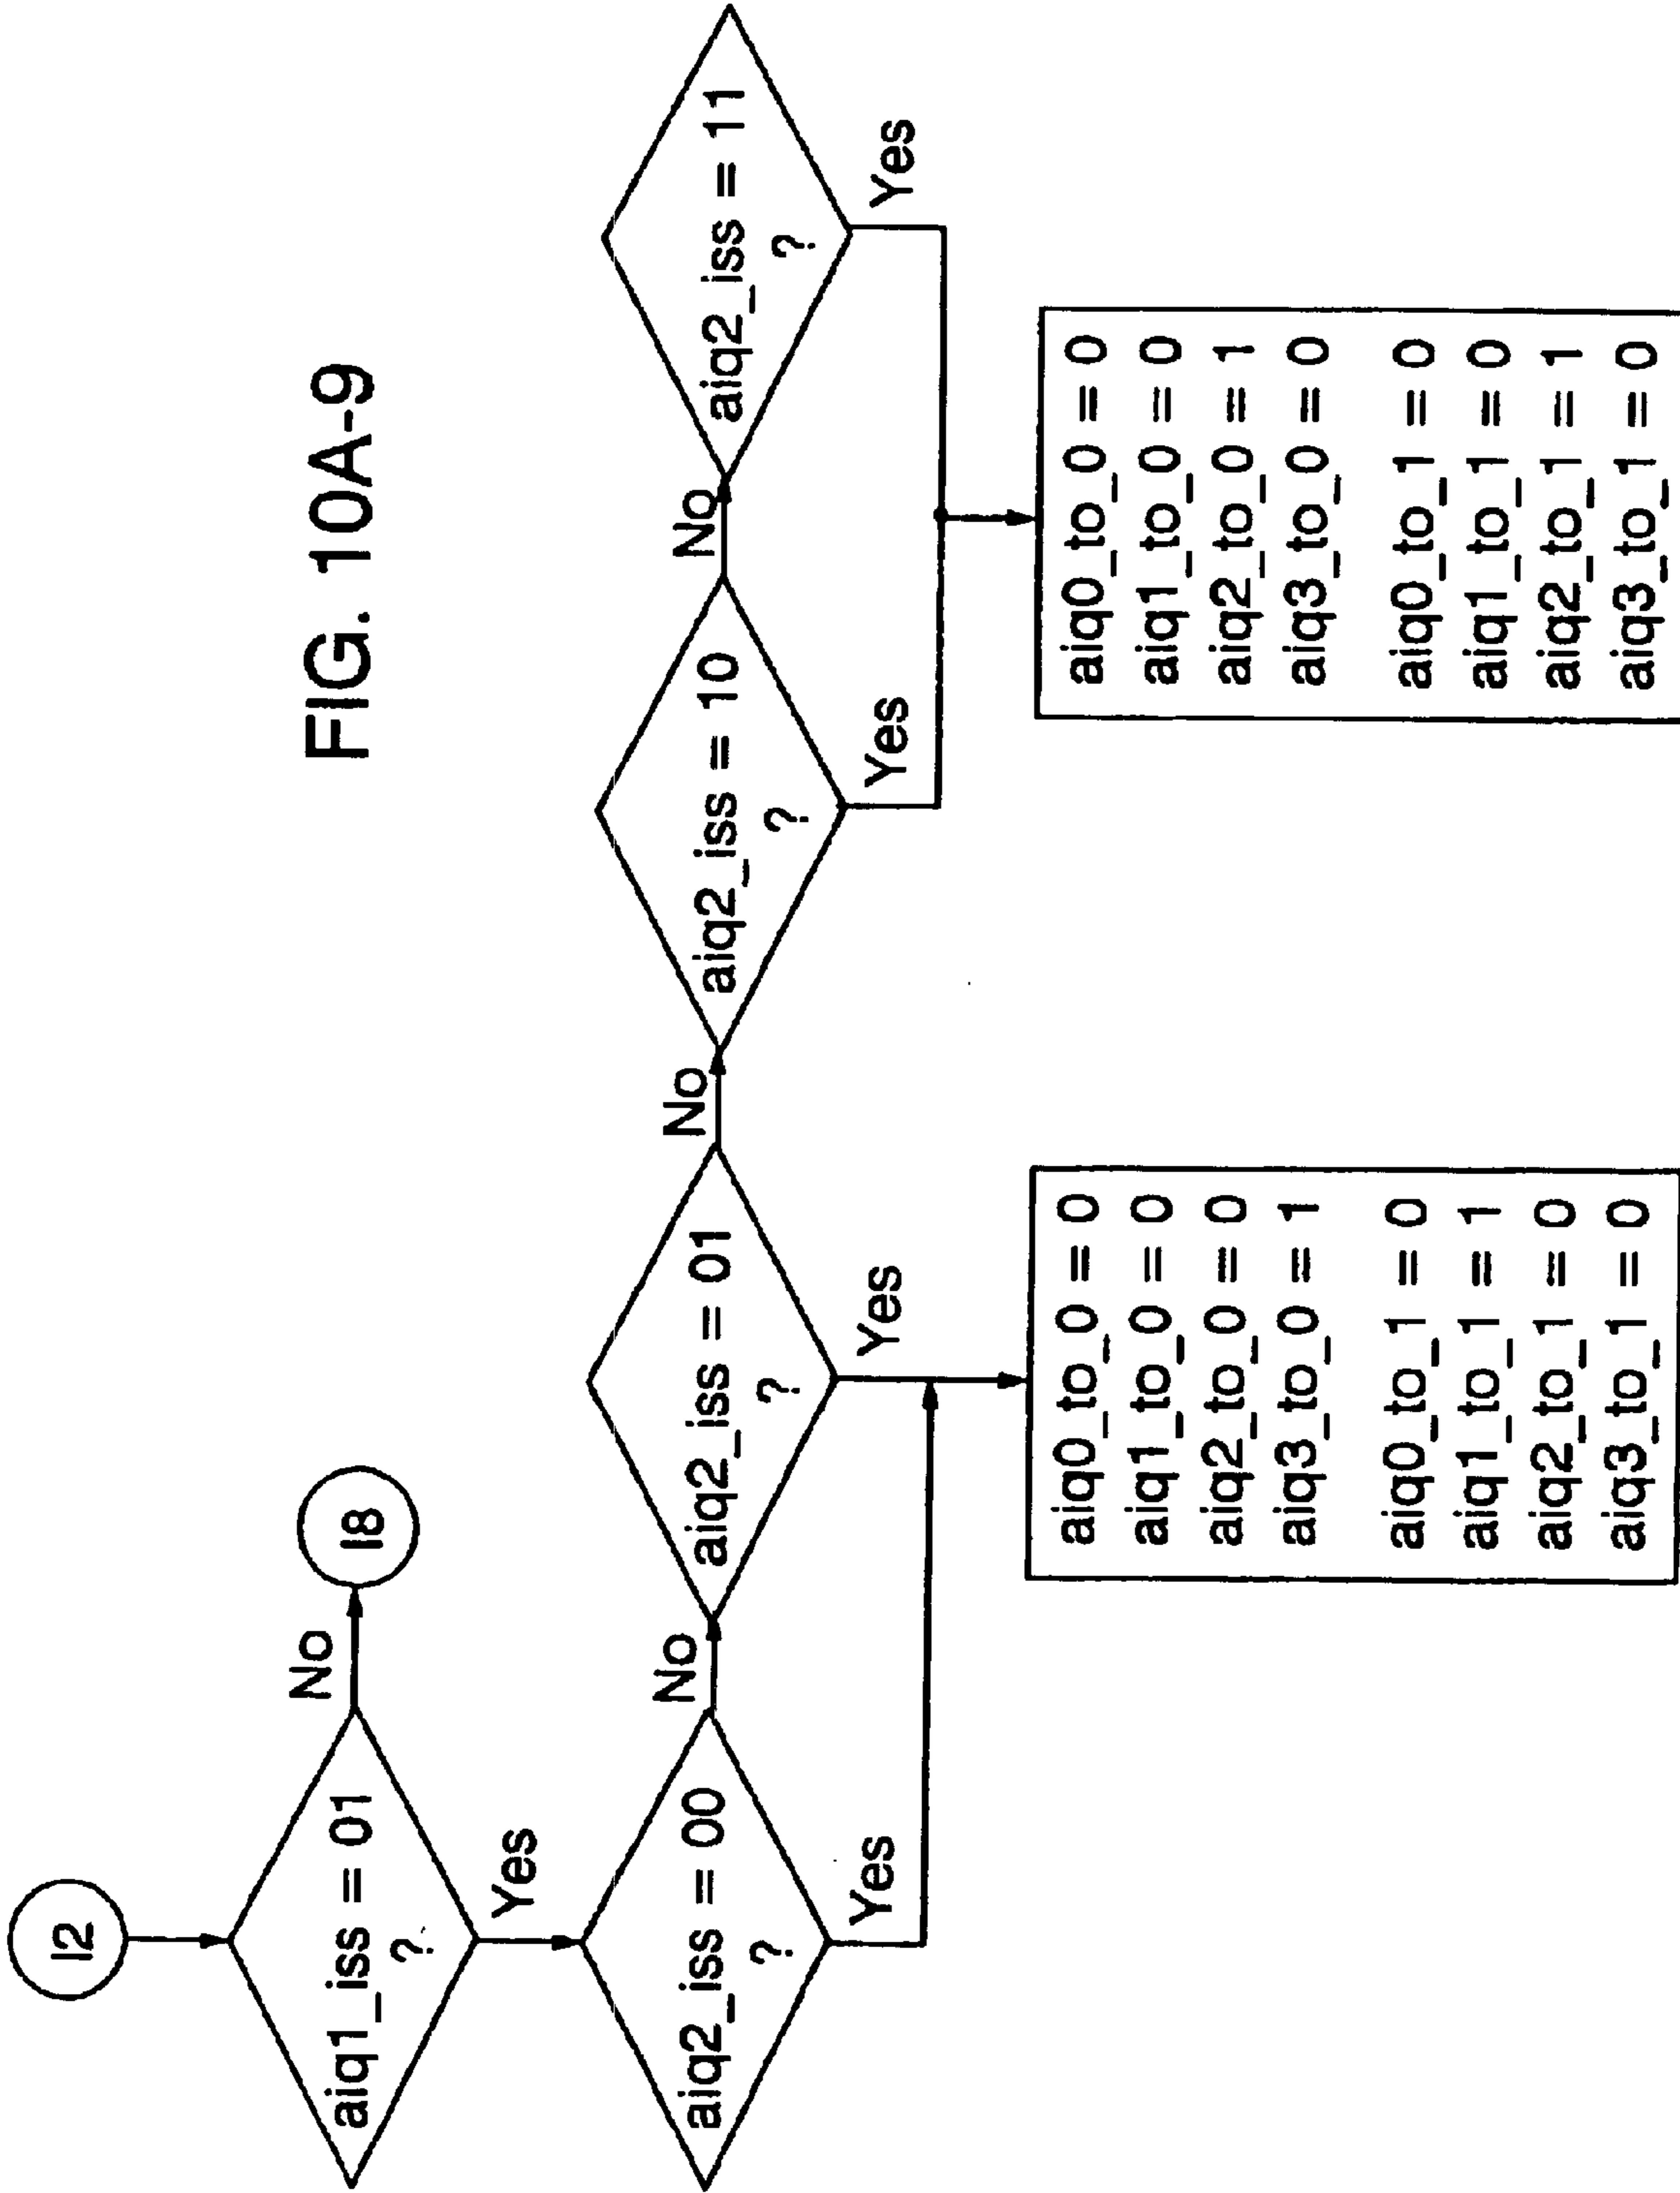 FIG. 10A-9
I2
aiq1_iss = 01
?
No
I8
Yes
aiq2_iss = 00
?
No
Yes
aiq2_iss = 01
?
No
Yes
aiq2_iss = 10
?
No
Yes
aiq2_iss = 11
?
Yes
aiq0_to_0 = 0
aiq1_to_0 = 0
aiq2_to_0 = 0
aiq3_to_0 = 1
aiq0_to_1 = 0
aiq1_to_1 = 1
aiq2_to_1 = 0
aiq3_to_1 = 0
aiq0_to_0 = 0
aiq1_to_0 = 0
aiq2_to_0 = 1
aiq3_to_0 = 0
aiq0_to_1 = 0
aiq1_to_1 = 0
aiq2_to_1 = 1
aiq3_to_1 = 0